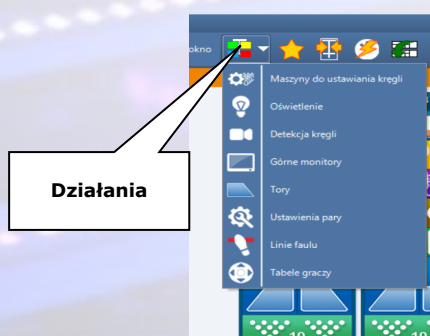 okno
Maszyny do ustawiania kręgli
Oświetlenie
Detekcja kręgli
Górne monitory
Działania
Tory
Ustawienia pary
Linie faulu
Tabele graczy